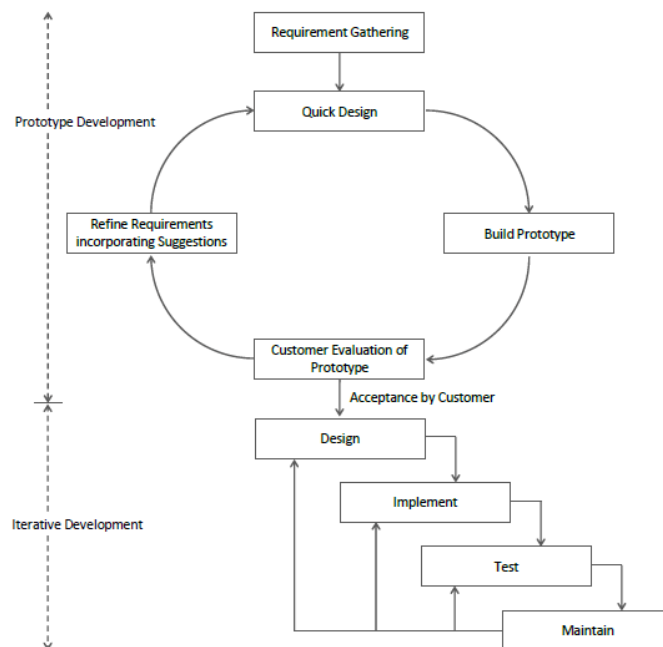 Requirement Gathering
Quick Design
Prototype Development
Refine Requirements
incorporating Suggestions
Build Prototype
Customer Evaluation of
Prototype
Acceptance by Customer
Design
Implement
Iterative Development
Test
Maintain